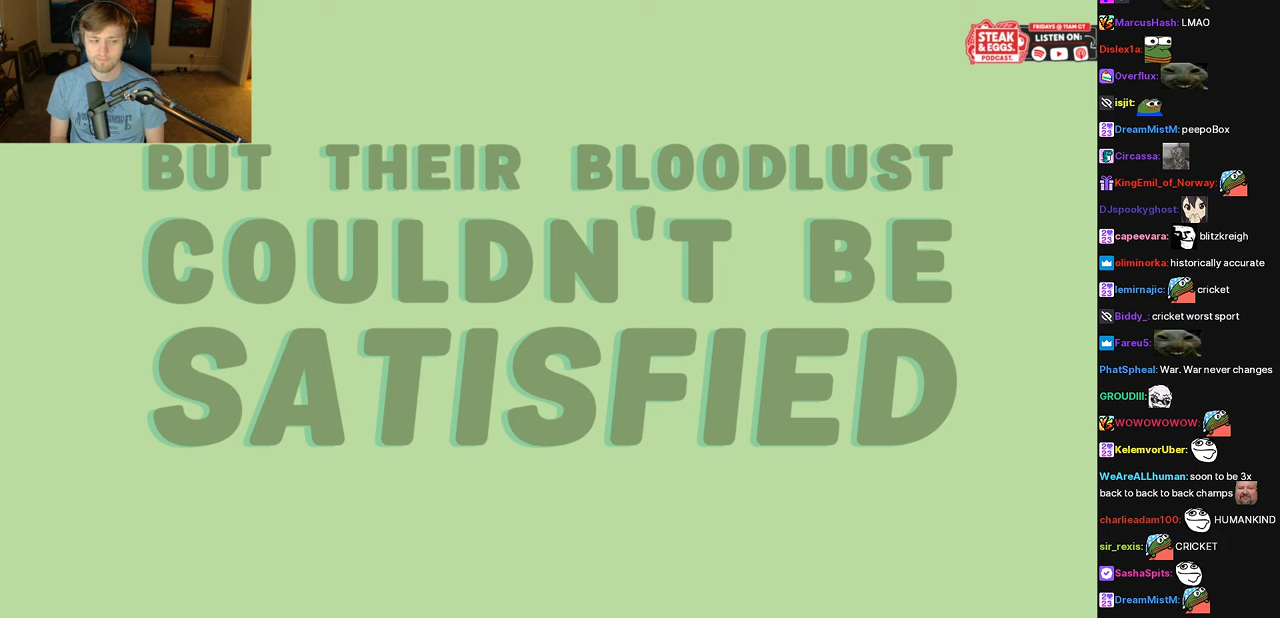 FRIDAYS @ 11AM CT
STEAK
& EGGS.
PODCAST.
LISTEN ON:
BUT THEIR BLOODLUST
COULDN'T BE
SATISFIED
MarcusHash: LMAO
Dislex1a:
0verflux:
isjit:
DreamMistM: peepoBox
Circassa:
KingEmil_of_Norway:
DJspookyghost:
capeevara: blitzkreigh
oliminorka: historically accurate
lemirnajic: cricket
Biddy_: cricket worst sport
Fareu5:
PhatSpheal: War. War never changes
GROUDIII:
WOWOWOWOW:
KelemvorUber:
WeAreALLhuman: soon to be 3x
back to back to back champs
charlieadam100: HUMANKIND
sir_rexis: CRICKET
SashaSpits:
DreamMistM: